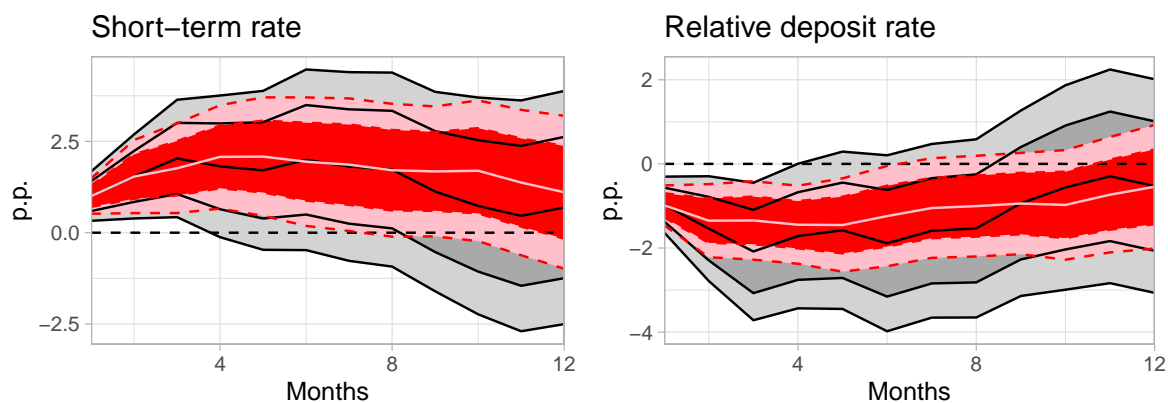 Short−term rate
p.p.
2.5
0.0
−2.5
4
8
12
Months
Relative deposit rate
p.p.
2
0
−2
−4
4
8
12
Months